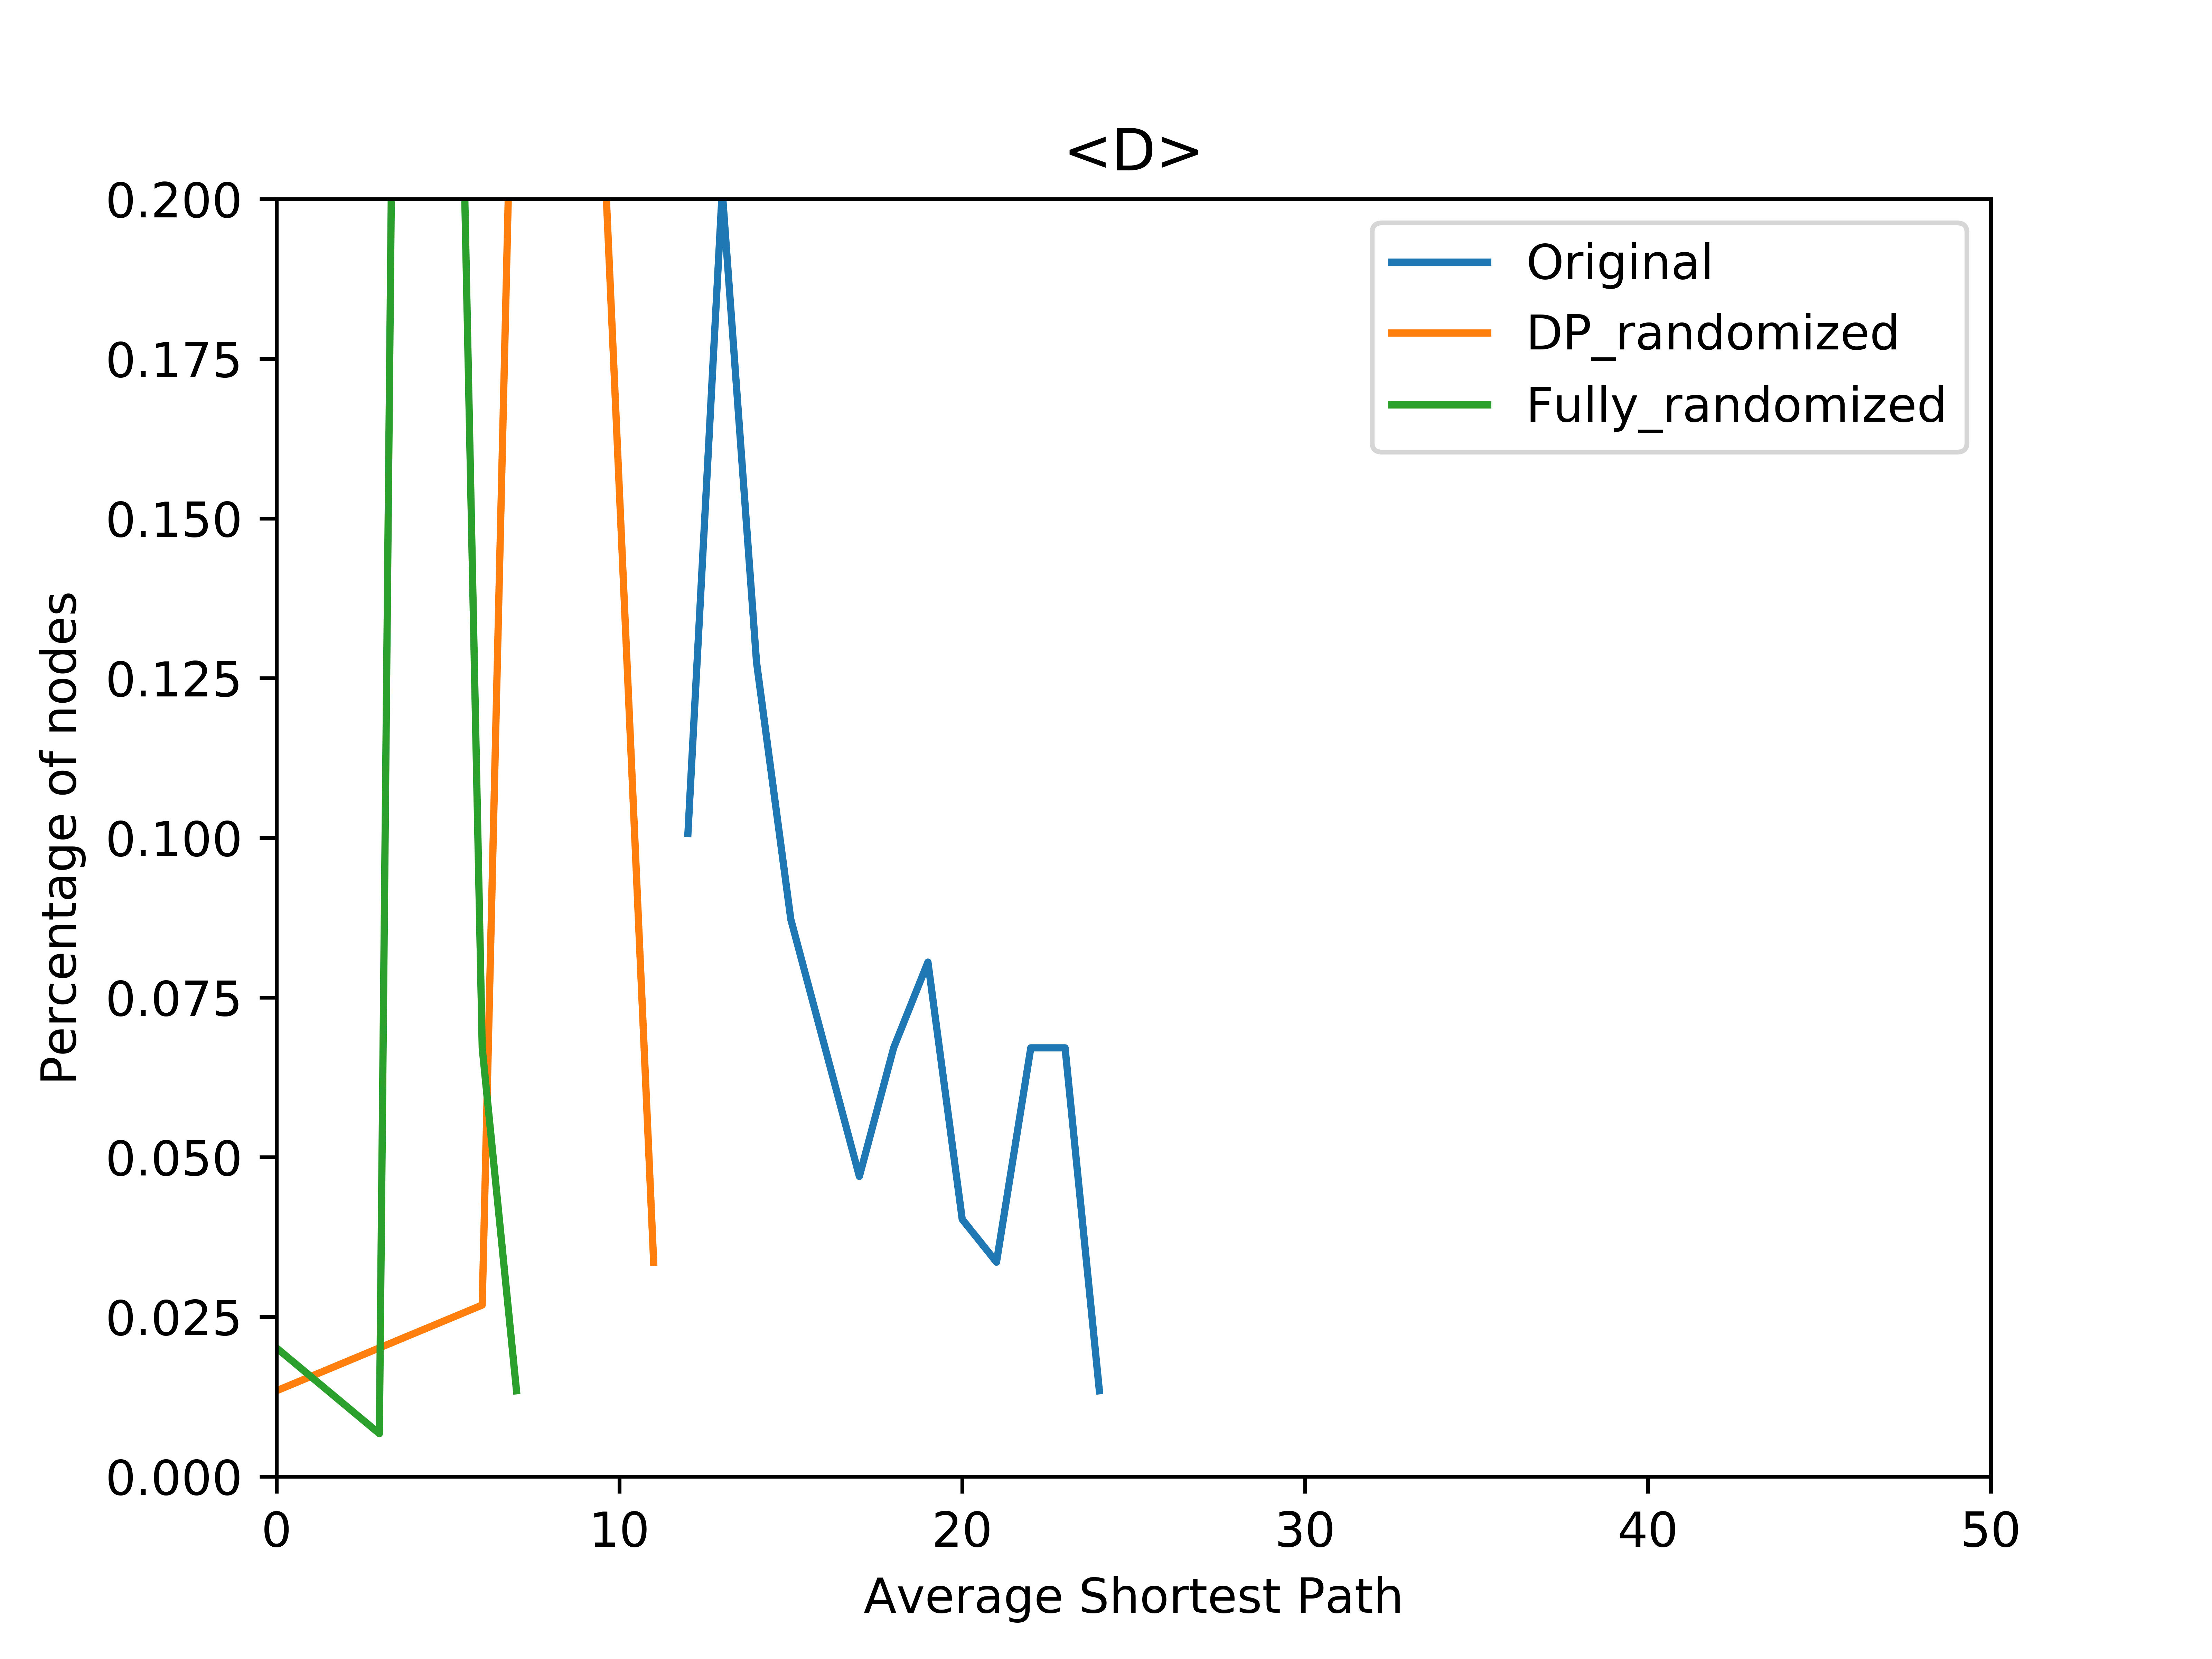 <D>
0.200
0.175
0.150
0.125
0.100
0.075
0.050
0.025
0.000
Percentage of nodes
Original
DP_randomized
Fully_randomized
0 10 20 30 40 50
Average Shortest Path